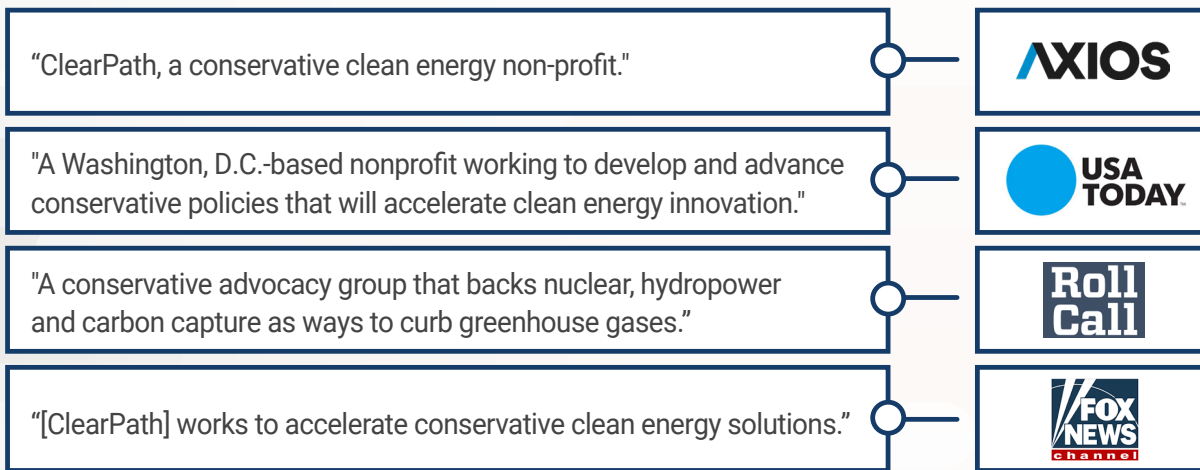 “ClearPath, a conservative clean energy non-profit."
AXIOS
"A Washington, D.C.-based nonprofit working to develop and advance
conservative policies that will accelerate clean energy innovation."
USA
TODAY
"A conservative advocacy group that backs nuclear, hydropower
and carbon capture as ways to curb greenhouse gases.”
Roll
Call
“[ClearPath] works to accelerate conservative clean energy solutions.”
FOX
NEWS
channel